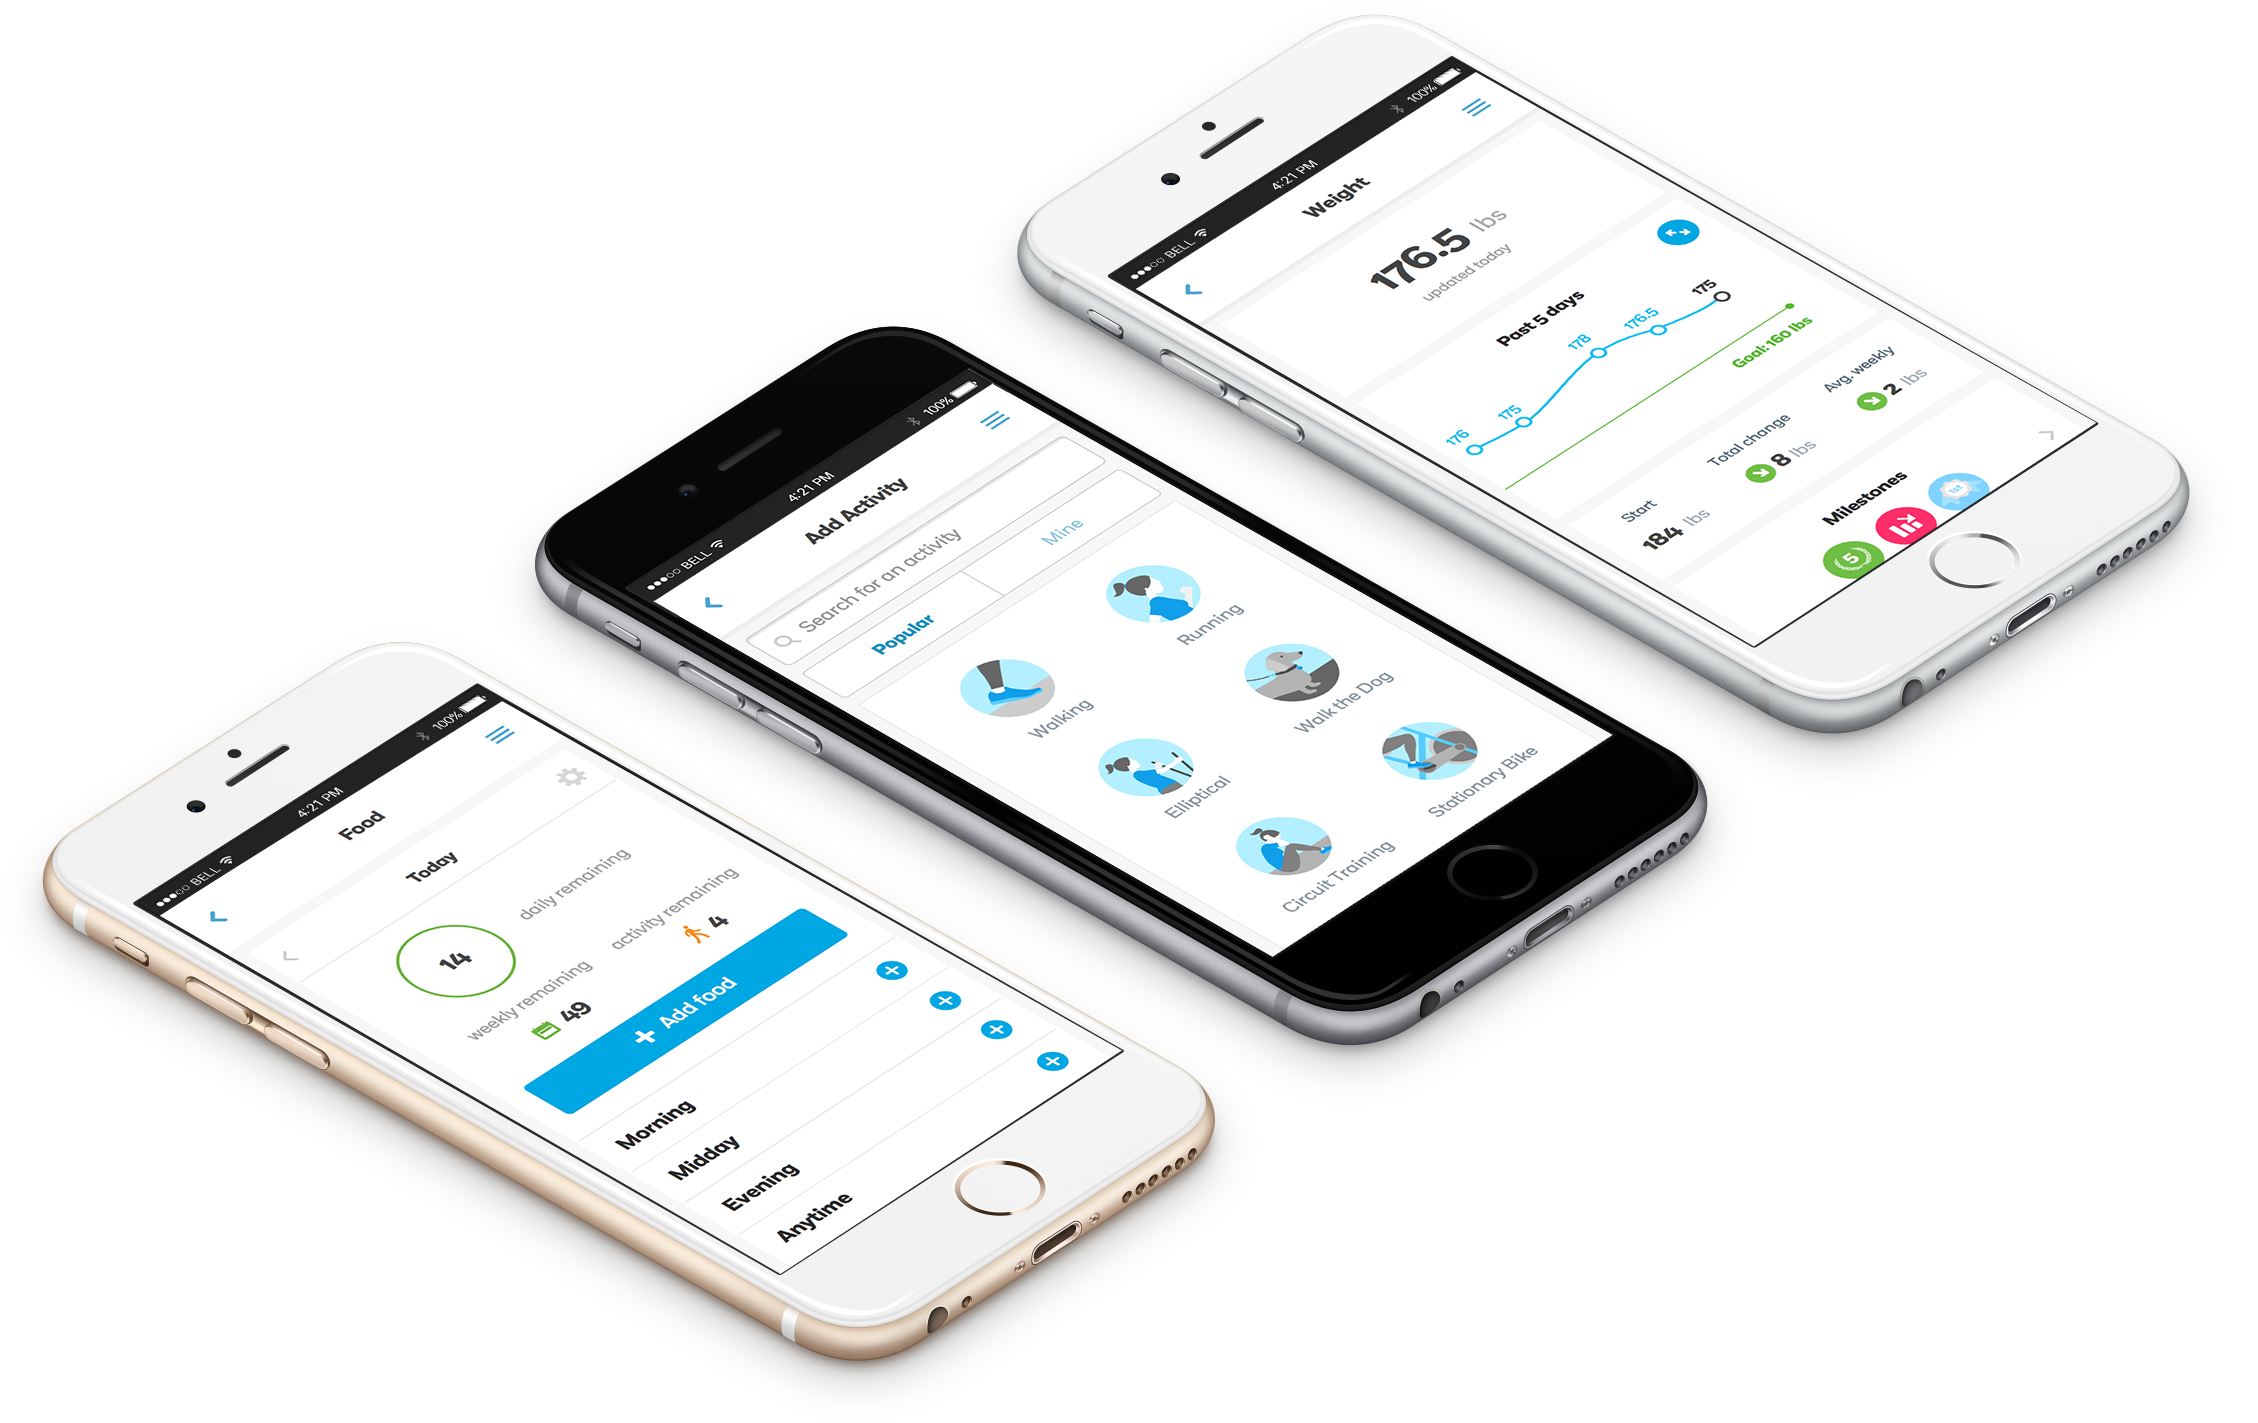 BELL
4:21 PM
100%
Food
Today
14
daily remaining
weekly remaining
49
activity remaining
4
Add food
Morning
Midday
Evening
Anytime
BELL
4:21 PM
100%
Add Activity
Search for an activity
Popular
Mine
Walking
Running
Elliptical
Walk the Dog
Circuit Training
Stationary Bike
BELL
4:21 PM
100%
Weight
176.5 lbs
updated today
Past 5 days
176
175
178
176.5
175
Goal: 160 lbs
Start
184 lbs
Total change
8 lbs
Avg. weekly
2 lbs
Milestones
5
1st